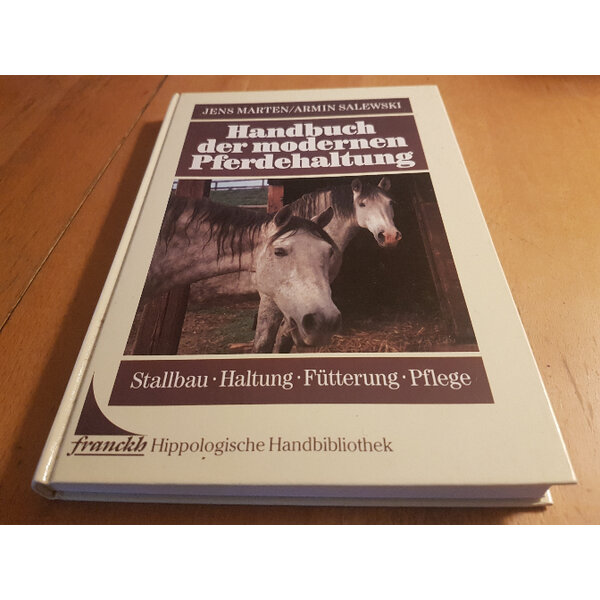 JENS MARTEN/ARMIN SALEWSKI
Handbuch
der modernen
Pferdehaltung
Stallbau · Haltung · Fütterung · Pflege
franckh Hippologische Handbibliothek